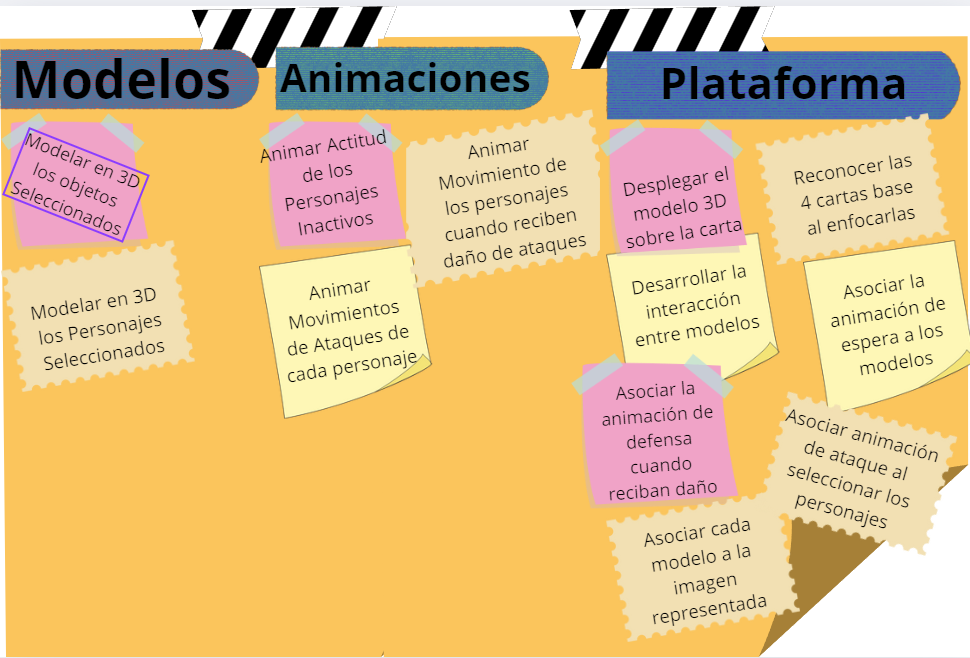 Modelos
Modelar en 3D
los objetos
Seleccionados
Modelar en 3D
los Personajes
Seleccionados
Animaciones
Animar Actitud
de los
Personajes
Inactivos
Animar
Movimiento de
los personajes
cuando reciben
daño de ataques
Animar
Movimientos
de Ataques de
cada personaje
Plataforma
Desplegar el
modelo 3D
sobre la carta
Reconocer las
4 cartas base
al enfocarlas
Desarrollar la
interacción
entre modelos
Asociar la
animación de
espera a los
modelos
Asociar la
animación de
defensa
cuando
reciban daño
Asociar animación
de ataque al
seleccionar los
personajes
Asociar cada
modelo a la
imagen
representada